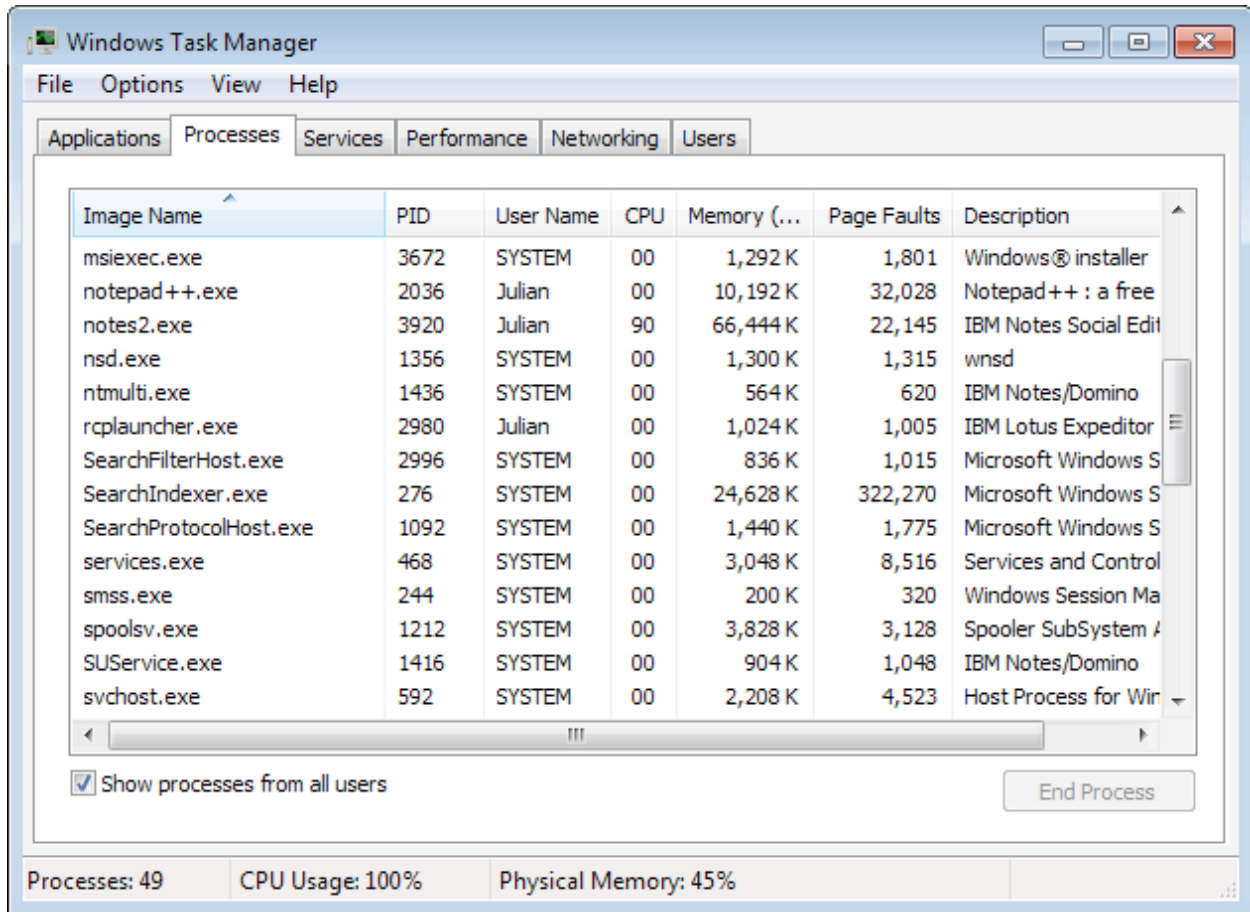 Windows Task Manager
File Options View Help
Applications Processes Services Performance Networking Users
Image Name PID User Name CPU Memory (... Page Faults Description
msiexec.exe 3672 SYSTEM 00 1,292 K 1,801 Windows® installer
notepad++.exe 2036 Julian 00 10,192 K 32,028 Notepad++ : a free
notes2.exe 3920 Julian 90 66,444 K 22,145 IBM Notes Social Edit
nsd.exe 1356 SYSTEM 00 1,300 K 1,315 wnsd
ntmulti.exe 1436 SYSTEM 00 564 K 620 IBM Notes/Domino
rcplauncher.exe 2980 Julian 00 1,024 K 1,005 IBM Lotus Expeditor
SearchFilterHost.exe 2996 SYSTEM 00 836 K 1,015 Microsoft Windows S
SearchIndexer.exe 276 SYSTEM 00 24,628 K 322,270 Microsoft Windows S
SearchProtocolHost.exe 1092 SYSTEM 00 1,440 K 1,775 Microsoft Windows S
services.exe 468 SYSTEM 00 3,048 K 8,516 Services and Control
smss.exe 244 SYSTEM 00 200 K 320 Windows Session Ma
spoolsv.exe 1212 SYSTEM 00 3,828 K 3,128 Spooler SubSystem A
SUService.exe 1416 SYSTEM 00 904 K 1,048 IBM Notes/Domino
svchost.exe 592 SYSTEM 00 2,208 K 4,523 Host Process for Win
Show processes from all users
End Process
Processes: 49 CPU Usage: 100% Physical Memory: 45%